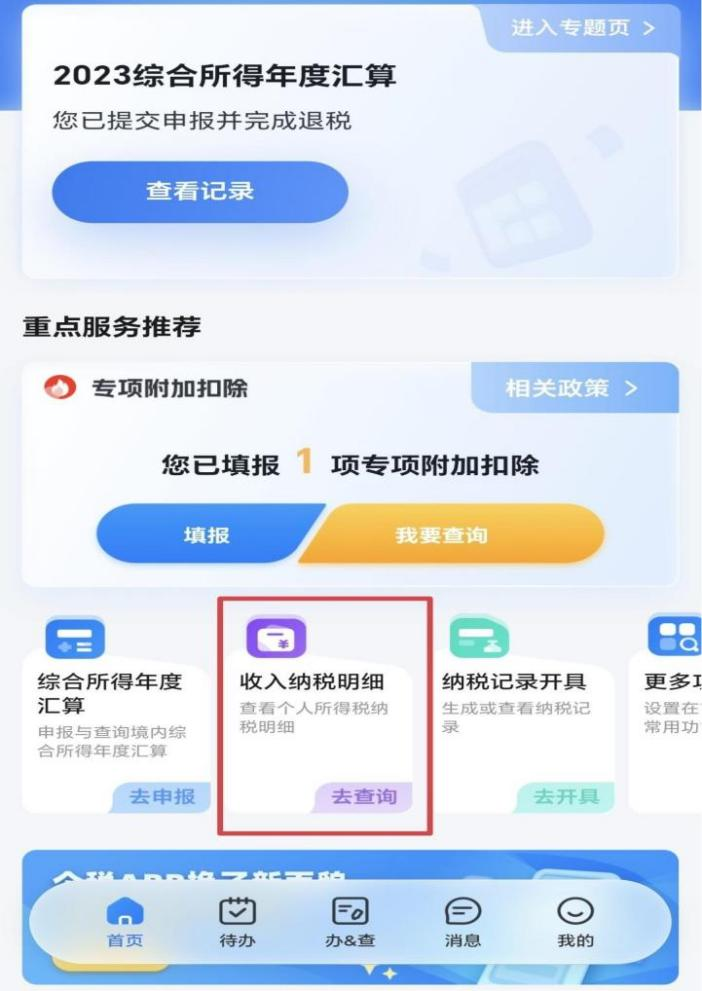 进入专题页 >
2023综合所得年度汇算
您已提交申报并完成退税
查看记录
重点服务推荐
专项附加扣除
相关政策 >
您已填报 1 项专项附加扣除
填报
我要查询
综合所得年度
汇算
申报与查询境内综
合所得年度汇算
去申报
收入纳税明细
查看个人所得税纳
税明细
去查询
纳税记录开具
生成或查看纳税记
录
去开具
更多
设置在
常用功
首页
待办
办&查
消息
我的